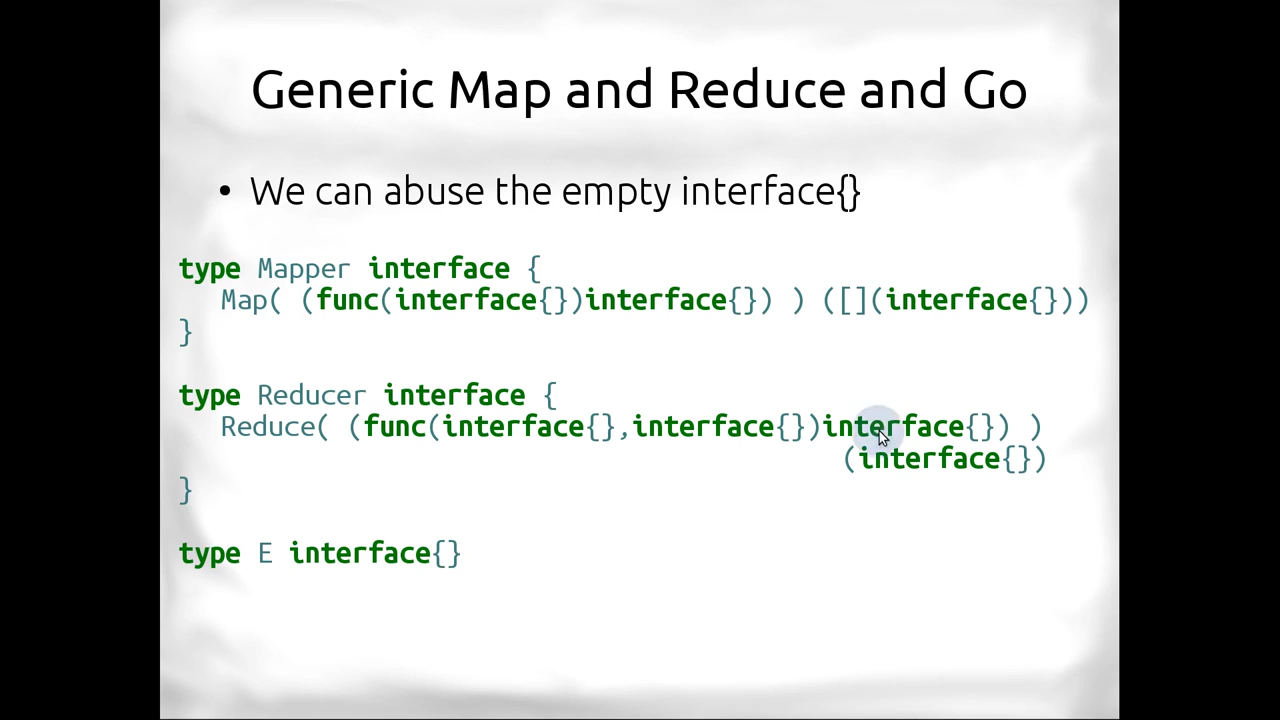 Generic Map and Reduce and Go
• We can abuse the empty interface{}
type Mapper interface {
Map( (func(interface{})interface{}) ) ([](interface{}))
}
type Reducer interface {
Reduce( (func(interface{},interface{})interface{}) )
(interface{})
}
type E interface{}